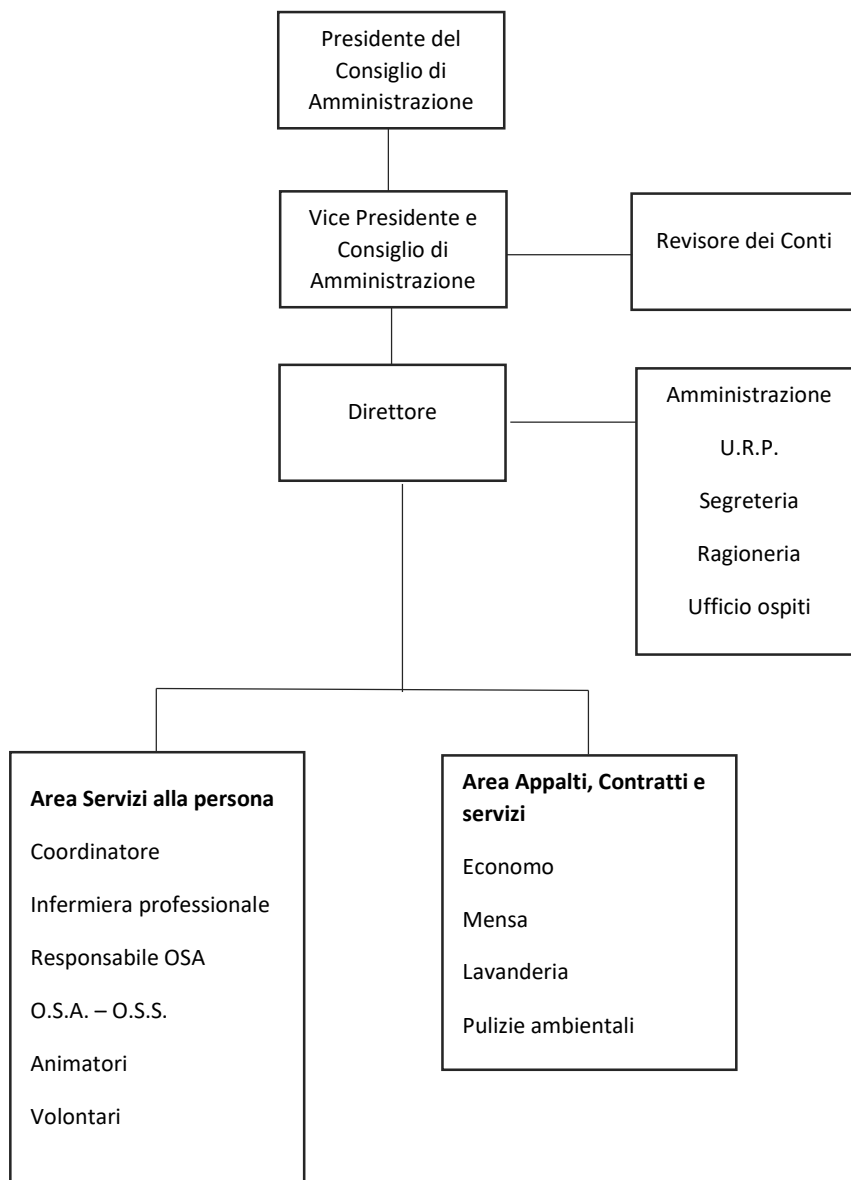 Presidente del
Consiglio di
Amministrazione
Vice Presidente e
Consiglio di
Amministrazione
Revisore dei Conti
Direttore
Amministrazione
U.R.P.
Segreteria
Ragioneria
Ufficio ospiti
Area Servizi alla persona
Coordinatore
Infermiera professionale
Responsabile OSA
O.S.A. – O.S.S.
Animatori
Volontari
Area Appalti, Contratti e
servizi
Economo
Mensa
Lavanderia
Pulizie ambientali